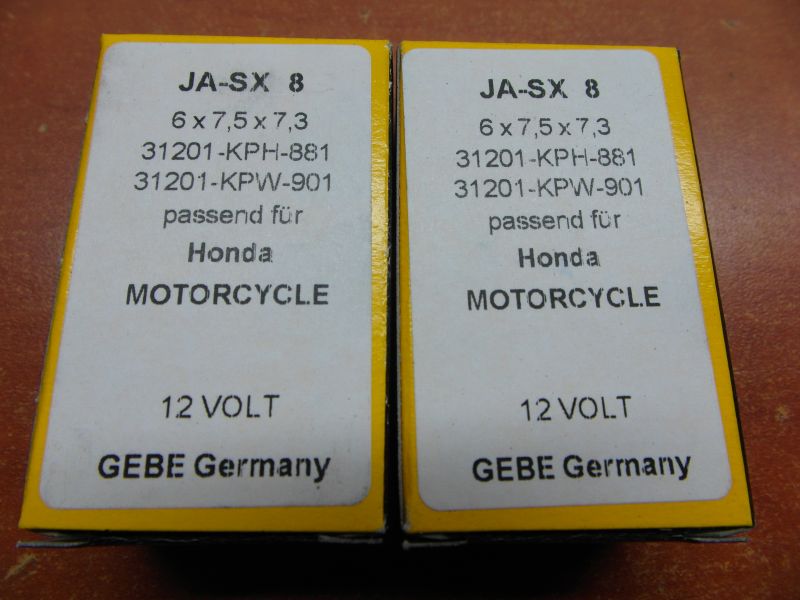 JA-SX 8
6 x 7,5 x 7,3
31201-KPH-881
31201-KPW-901
passend für
Honda
MOTORCYCLE
12 VOLT
GEBE Germany
JA-SX 8
6 x 7,5 x 7,3
31201-KPH-881
31201-KPW-901
passend für
Honda
MOTORCYCLE
12 VOLT
GEBE Germany